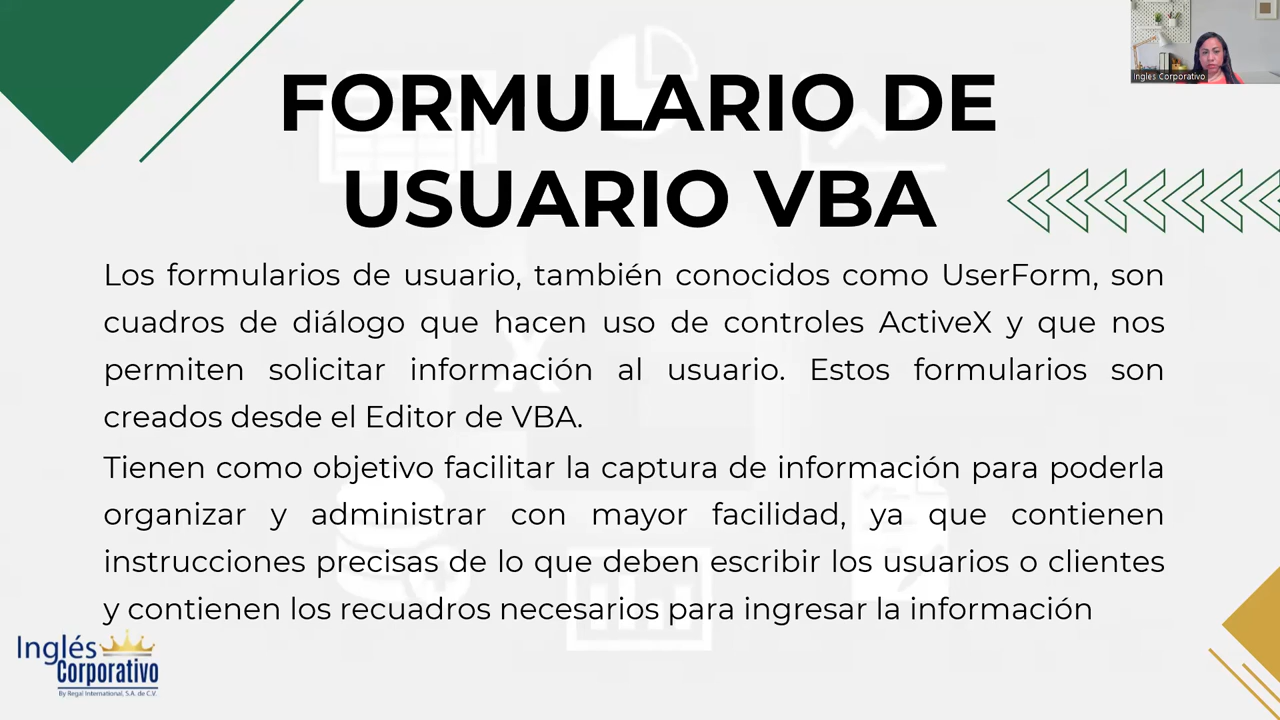 Inglés Corporativo
FORMULARIO DE
USUARIO VBA
Los formularios de usuario, también conocidos como UserForm, son
cuadros de diálogo que hacen uso de controles ActiveX y que nos
permiten solicitar información al usuario. Estos formularios son
creados desde el Editor de VBA.
Tienen como objetivo facilitar la captura de información para poderla
organizar y administrar con mayor facilidad, ya que contienen
instrucciones precisas de lo que deben escribir los usuarios o clientes
y contienen los recuadros necesarios para ingresar la información
Inglés
Corporativo
By Regal International, S.A. de C.V.